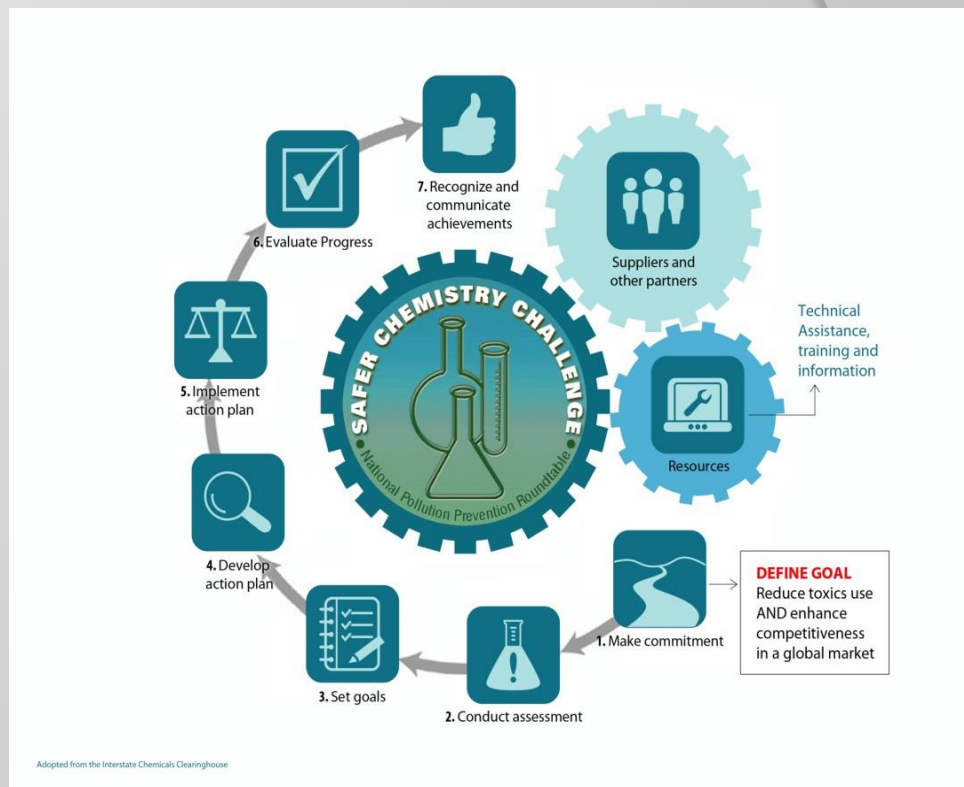 7. Recognize and
communicate
achievements
6. Evaluate Progress
Suppliers and
other partners
SAFER CHEMISTRY CHALLENGE
• National Pollution Prevention Roundtable •
Technical
Assistance,
training and
information
5. Implement
action plan
Resources
4. Develop
action plan
DEFINE GOAL
Reduce toxics use
AND enhance
competitiveness
in a global market
1. Make commitment
3. Set goals
2. Conduct assessment
Adopted from the Interstate Chemicals Clearinghouse